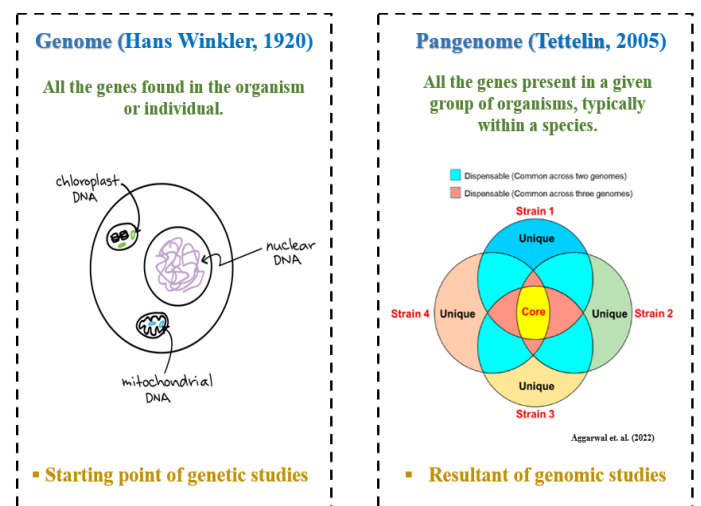 Genome (Hans Winkler, 1920)
All the genes found in the organism
or individual.
chloroplast
DNA
nuclear
DNA
mitochondrial
DNA
▪ Starting point of genetic studies
Pangenome (Tettelin, 2005)
All the genes present in a given
group of organisms, typically
within a species.
Dispensable (Common across two genomes)
Dispensable (Common across three genomes)
Strain 1
Unique
Strain 4
Unique
Core
Unique
Strain 2
Unique
Strain 3
Aggarwal et. al. (2022)
▪ Resultant of genomic studies